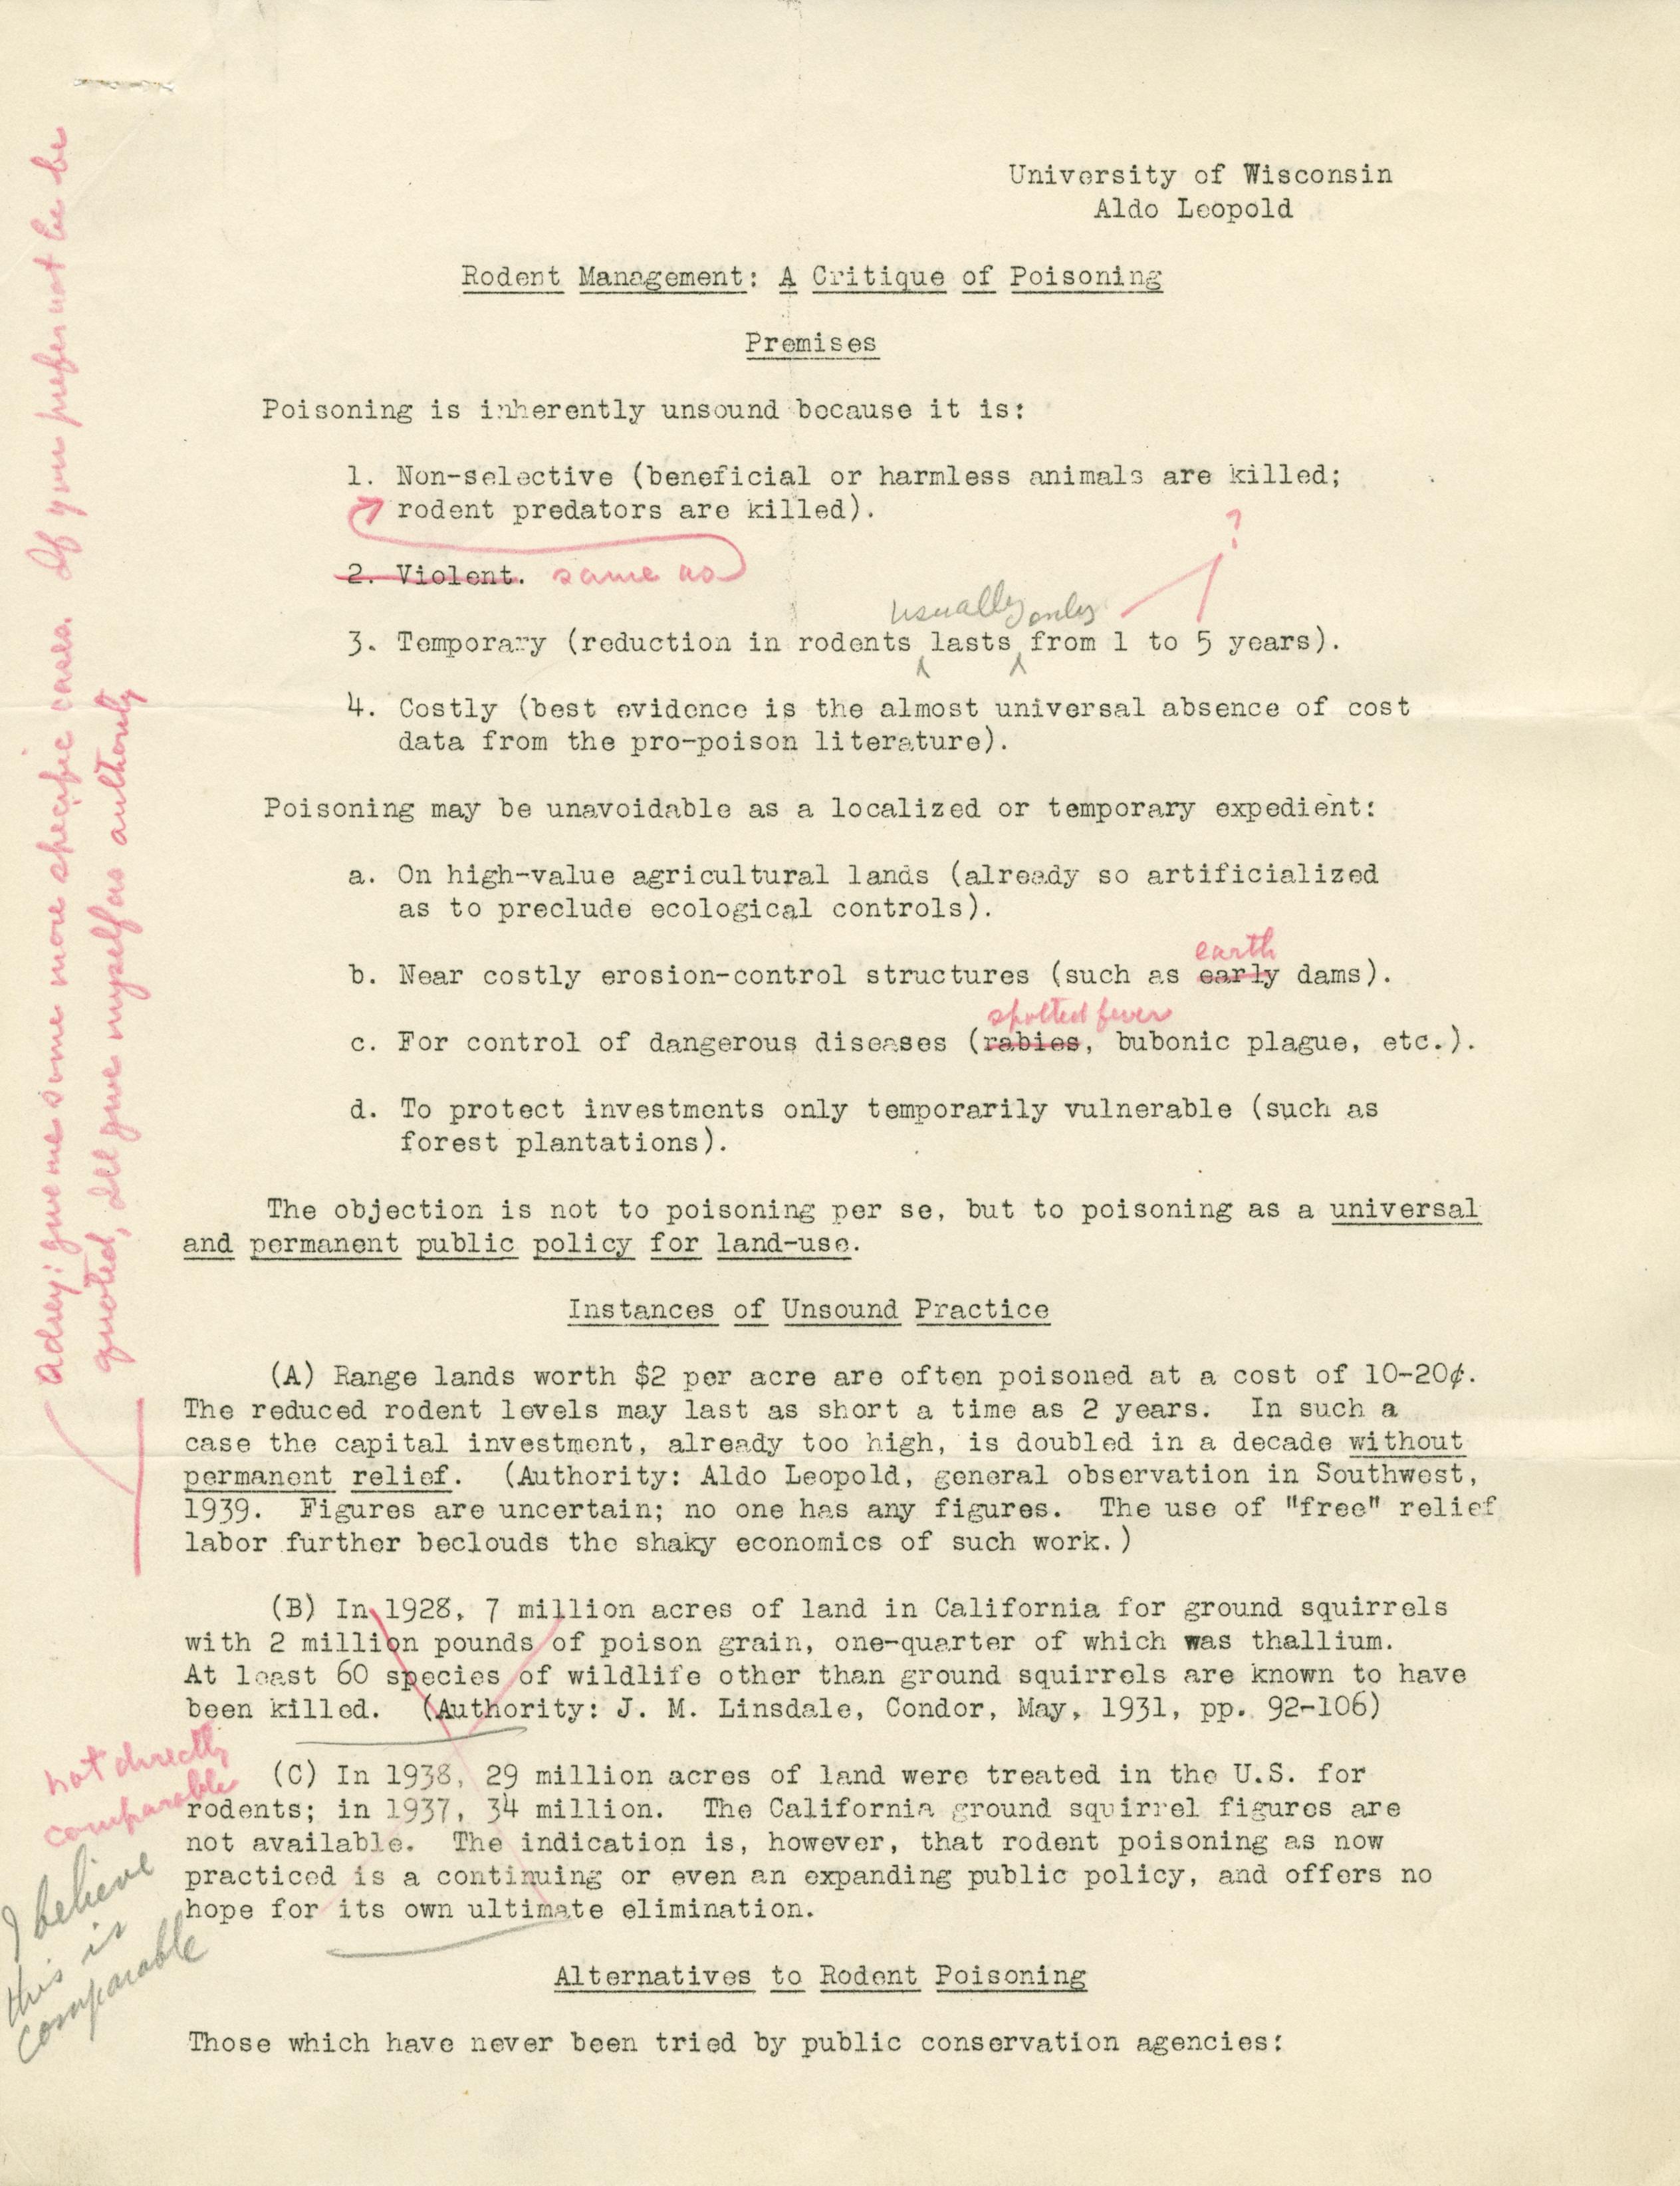 University of Wisconsin
Aldo Leopold
Rodent Management: A Critique of Poisoning
Premises
Poisoning is inherently unsound because it is:
1. Non-selective (beneficial or harmless animals are killed;
rodent predators are killed).
?
2. Violent. same as
usually only
3. Temporary (reduction in rodents lasts from 1 to 5 years).
4. Costly (best evidence is the almost universal absence of cost
data from the pro-poison literature).
Poisoning may be unavoidable as a localized or temporary expedient:
a. On high-value agricultural lands (already so artificialized
as to preclude ecological controls).
earth
b. Near costly erosion-control structures (such as early dams).
spotted fever
c. For control of dangerous diseases (rabies, bubonic plague, etc.).
d. To protect investments only temporarily vulnerable (such as
forest plantations).
The objection is not to poisoning per se, but to poisoning as a universal
and permanent public policy for land-use.
Adrey: give me some more specific cases. If you prefer not be be
quoted, I'll give myself as authority
Instances of Unsound Practice
(A) Range lands worth $2 per acre are often poisoned at a cost of 10-20¢.
The reduced rodent levels may last as short a time as 2 years. In such a
case the capital investment, already too high, is doubled in a decade without
permanent relief. (Authority: Aldo Leopold, general observation in Southwest,
1939. Figures are uncertain; no one has any figures. The use of "free" relief
labor further beclouds the shaky economics of such work.)
(B) In 1928, 7 million acres of land in California for ground squirrels
with 2 million pounds of poison grain, one-quarter of which was thallium.
At least 60 species of wildlife other than ground squirrels are known to have
been killed. (Authority: J. M. Linsdale, Condor, May, 1931, pp. 92-106)
not directly
comparable
I believe
this is
comparable
(C) In 1938, 29 million acres of land were treated in the U.S. for
rodents; in 1937, 34 million. The California ground squirrel figures are
not available. The indication is, however, that rodent poisoning as now
practiced is a continuing or even an expanding public policy, and offers no
hope for its own ultimate elimination.
Alternatives to Rodent Poisoning
Those which have never been tried by public conservation agencies: